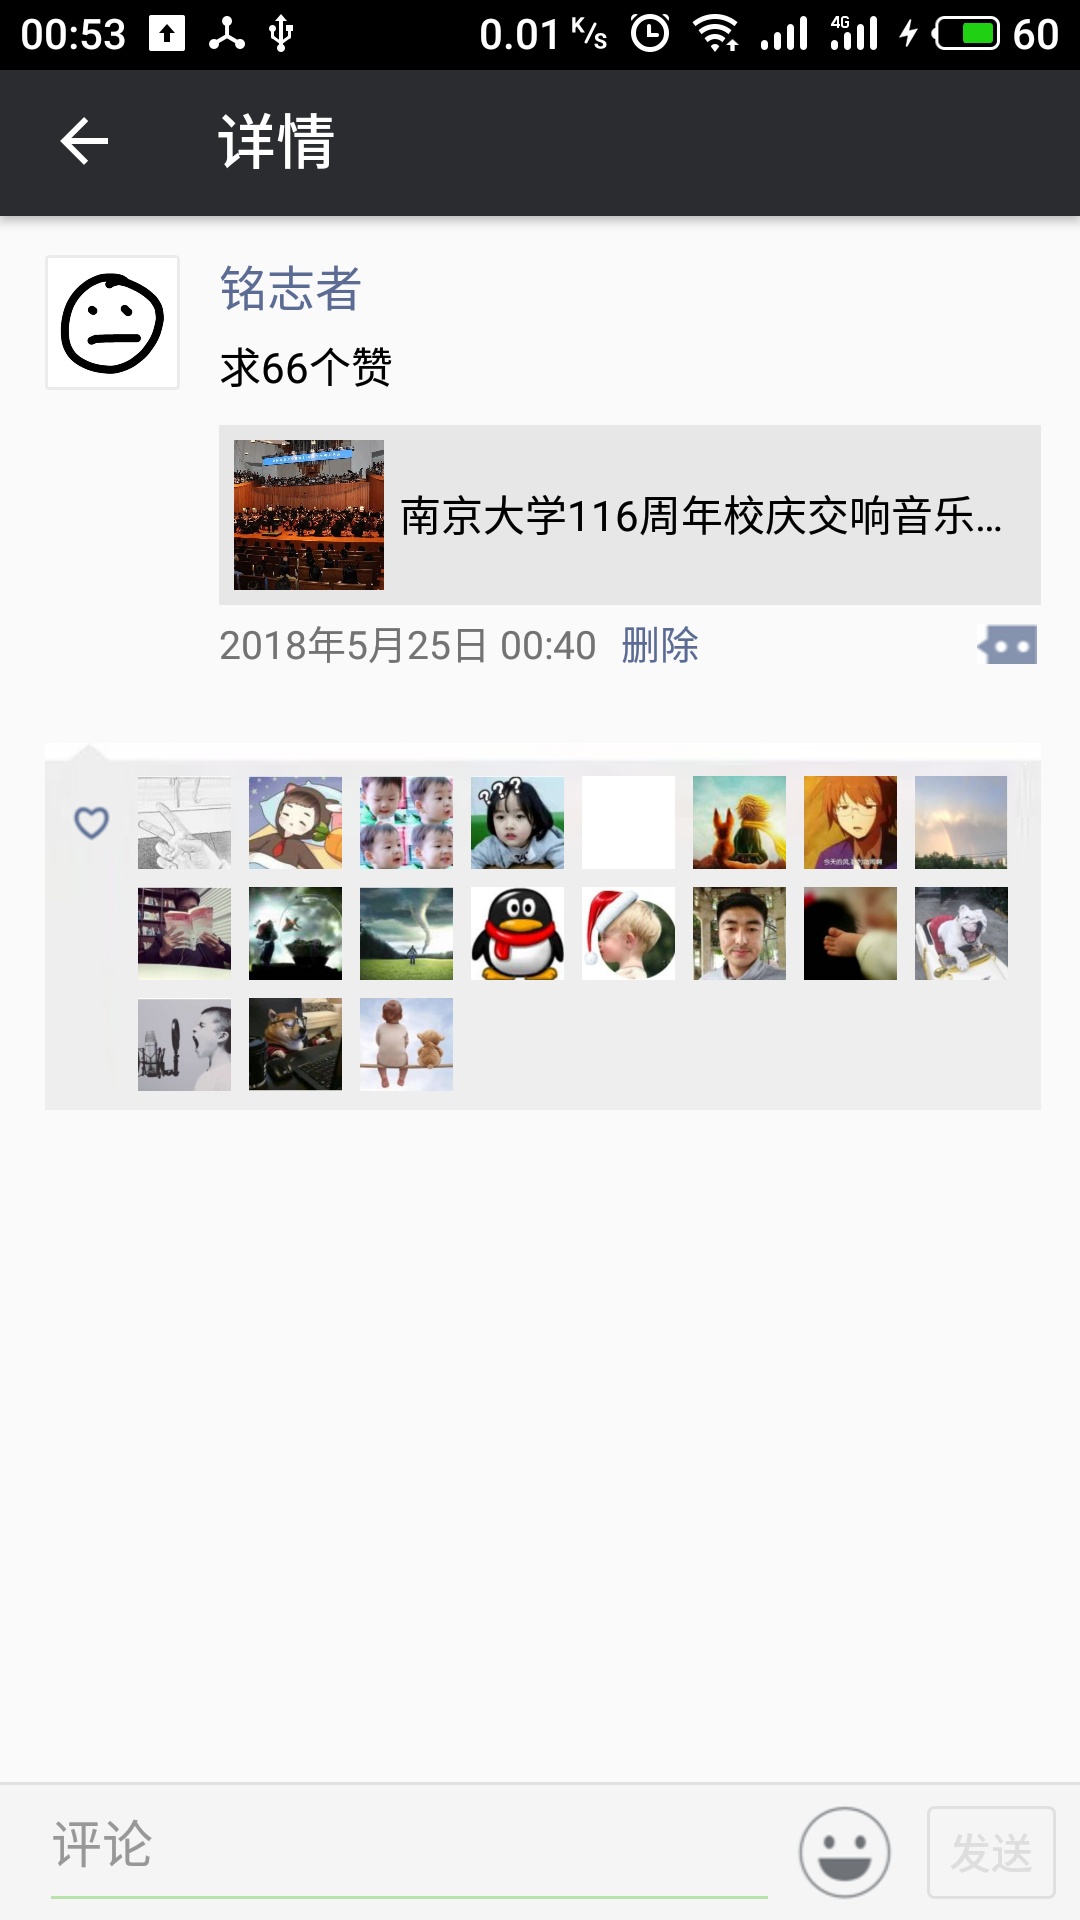 00:53 0.01 K/s 4G 60
详情
铭志者
求66个赞
南京大学116周年校庆交响音乐...
2018年5月25日 00:40 删除
???
评论
发送